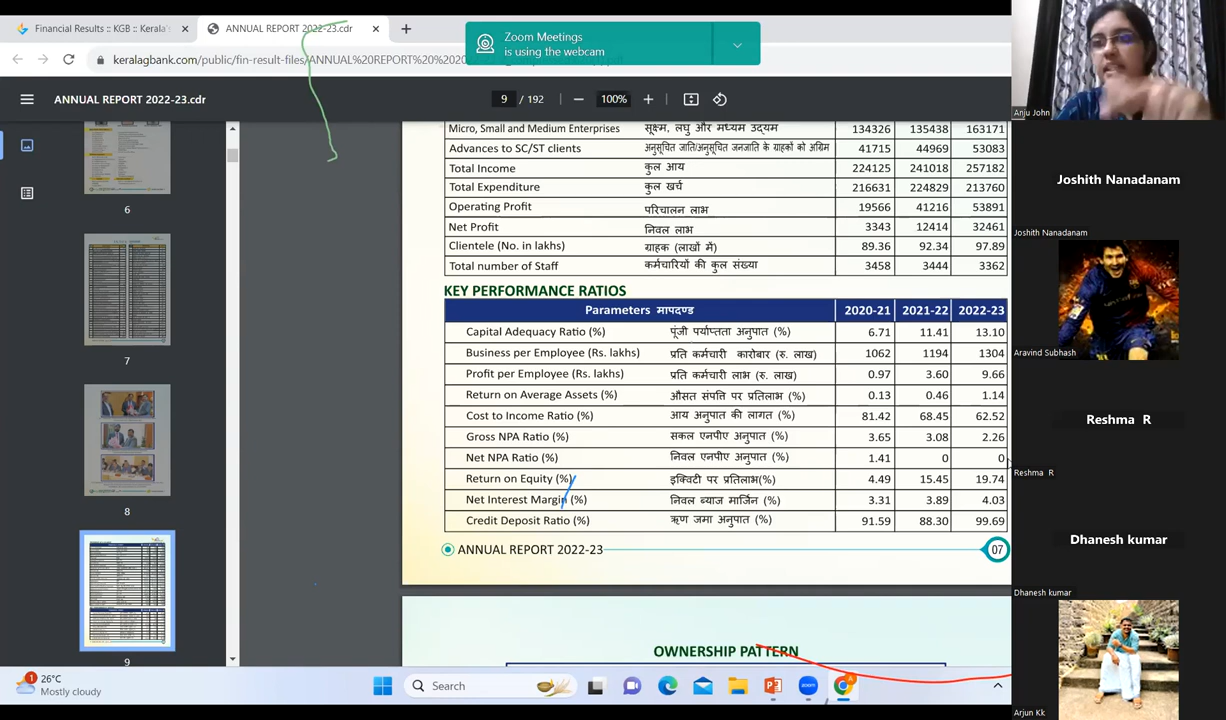 Financial Results :: KGB :: Kerala's
ANNUAL REPORT 2022-23.cdr
Zoom Meetings
is using the webcam
keralagbank.com/public/fin-result-files/ANNUAL%20REPORT%20%20
ANNUAL REPORT 2022-23.cdr
9 / 192
100%
6
7
8
9
Micro, Small and Medium Enterprises सूक्ष्म, लघु और मध्यम उद्यम 134326 135438 163171
Advances to SC/ST clients अनुसूचित जाति/अनुसूचित जनजाति के ग्राहकों को अग्रिम 41715 44969 53083
Total Income कुल आय 224125 241018 257182
Total Expenditure कुल खर्च 216631 224829 213760
Operating Profit परिचालन लाभ 19566 41216 53891
Net Profit निवल लाभ 3343 12414 32461
Clientele (No. in lakhs) ग्राहक (लाखों में) 89.36 92.34 97.89
Total number of Staff कर्मचारियों की कुल संख्या 3458 3444 3362
KEY PERFORMANCE RATIOS
Parameters मापदण्ड 2020-21 2021-22 2022-23
Capital Adequacy Ratio (%) पूंजी पर्याप्तता अनुपात (%) 6.71 11.41 13.10
Business per Employee (Rs. lakhs) प्रति कर्मचारी कारोबार (रु. लाख) 1062 1194 1304
Profit per Employee (Rs. lakhs) प्रति कर्मचारी लाभ (रु. लाख) 0.97 3.60 9.66
Return on Average Assets (%) औसत संपत्ति पर प्रतिलाभ (%) 0.13 0.46 1.14
Cost to Income Ratio (%) आय अनुपात की लागत (%) 81.42 68.45 62.52
Gross NPA Ratio (%) सकल एनपीए अनुपात (%) 3.65 3.08 2.26
Net NPA Ratio (%) निवल एनपीए अनुपात (%) 1.41 0 0
Return on Equity (%) इक्विटी पर प्रतिलाभ(%) 4.49 15.45 19.74
Net Interest Margin (%) निवल ब्याज मार्जिन (%) 3.31 3.89 4.03
Credit Deposit Ratio (%) ऋण जमा अनुपात (%) 91.59 88.30 99.69
ANNUAL REPORT 2022-23 07
OWNERSHIP PATTERN
Anju John
Joshith Nanadanam
Joshith Nanadanam
Aravind Subhash
Reshma R
Reshma R
Dhanesh kumar
Dhanesh kumar
Arjun Kk
1
26°C
Mostly cloudy
Search
zoom